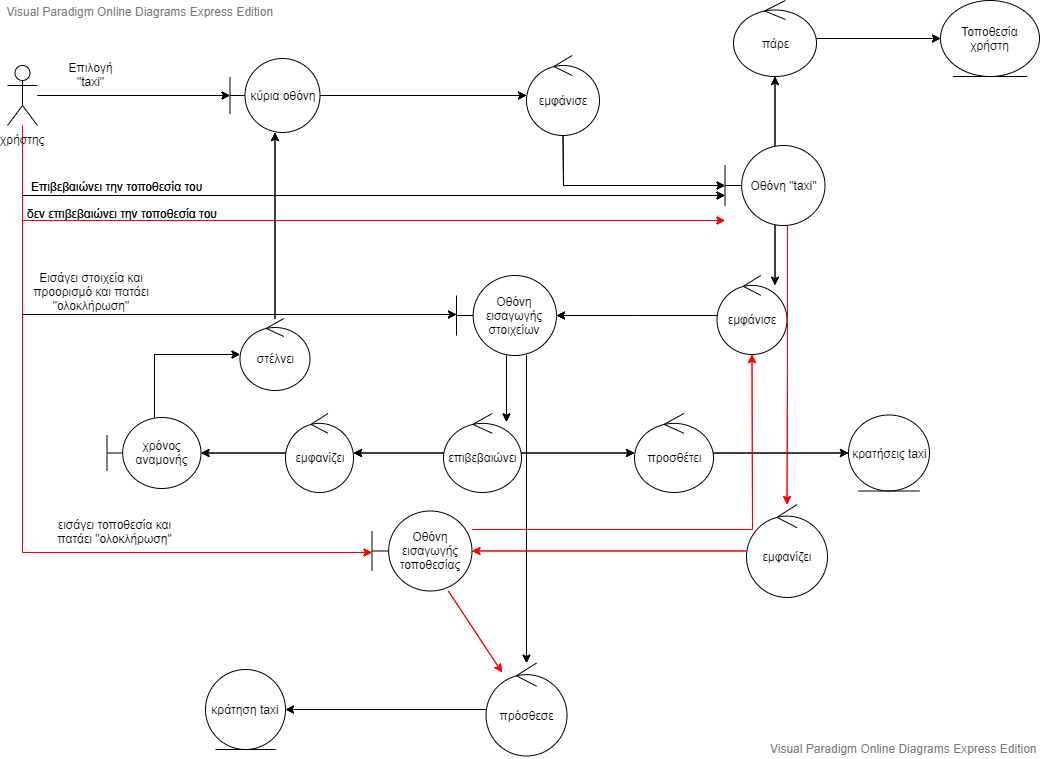 Visual Paradigm Online Diagrams Express Edition
Τοποθεσία
χρήστη
πάρε
Επιλογή
"taxi"
κύρια οθόνη
εμφάνισε
χρήστης
Οθόνη "taxi"
Επιβεβαιώνει την τοποθεσία του
δεν επιβεβαιώνει την τοποθεσία του
Εισάγει στοιχεία και
προορισμό και πατάει
"ολοκλήρωση"
Οθόνη
εισαγωγής
στοιχείων
εμφάνισε
στέλνει
χρόνος
αναμονής
εμφανίζει
επιβεβαιώνει
προσθέτει
κρατήσεις taxi
εισάγει τοποθεσία και
πατάει "ολοκλήρωση"
Οθόνη
εισαγωγής
τοποθεσίας
εμφανίζει
κράτηση taxi
πρόσθεσε
Visual Paradigm Online Diagrams Express Edition